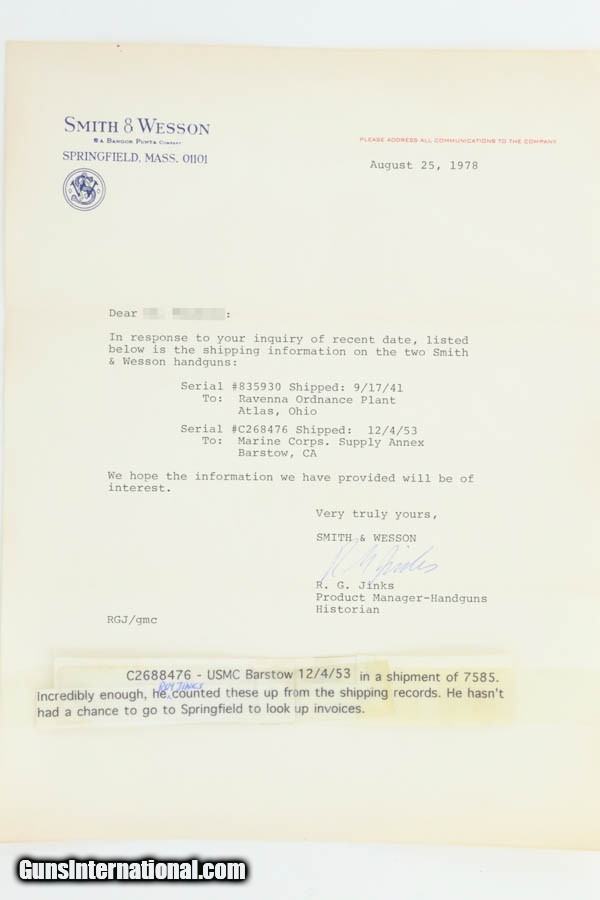 SMITH & WESSON
A BANGOR PUNTA COMPANY
SPRINGFIELD, MASS. 01101
PLEASE ADDRESS ALL COMMUNICATIONS TO THE COMPANY
August 25, 1978
Dear :
In response to your inquiry of recent date, listed
below is the shipping information on the two Smith
& Wesson handguns:
Serial #835930 Shipped: 9/17/41
To: Ravenna Ordnance Plant
Atlas, Ohio
Serial #C268476 Shipped: 12/4/53
To: Marine Corps. Supply Annex
Barstow, CA
We hope the information we have provided will be of
interest.
Very truly yours,
SMITH & WESSON
R. G. Jinks
R. G. Jinks
Product Manager-Handguns
Historian
RGJ/gmc
C2688476 - USMC Barstow 12/4/53 in a shipment of 7585.
ROY JINKS
Incredibly enough, he counted these up from the shipping records. He hasn't
had a chance to go to Springfield to look up invoices.
GunsInternational.com